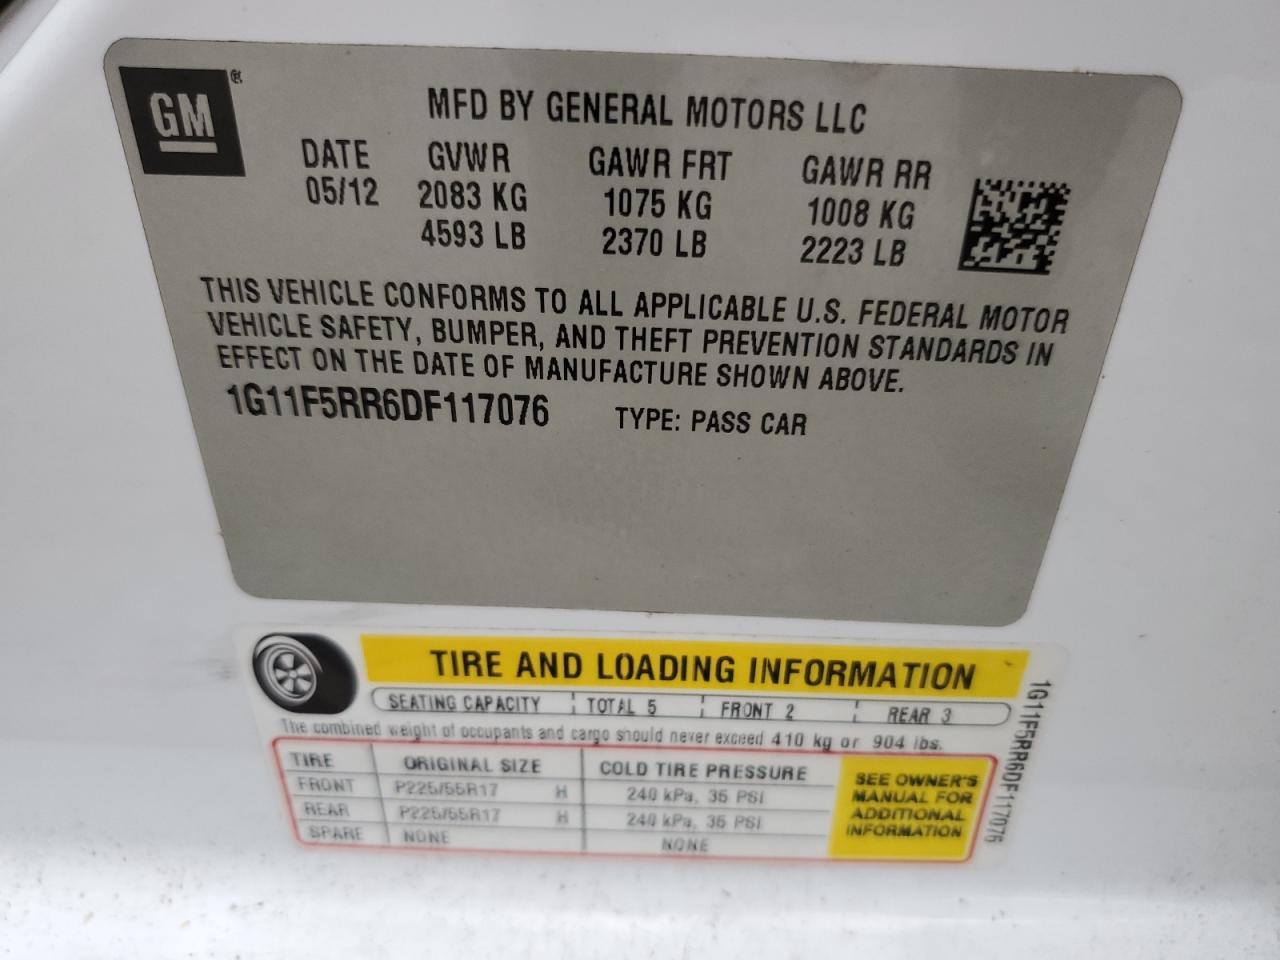 GM ®
MFD BY GENERAL MOTORS LLC
DATE GVWR GAWR FRT GAWR RR
05/12 2083 KG 1075 KG 1008 KG
4593 LB 2370 LB 2223 LB
THIS VEHICLE CONFORMS TO ALL APPLICABLE U.S. FEDERAL MOTOR
VEHICLE SAFETY, BUMPER, AND THEFT PREVENTION STANDARDS IN
EFFECT ON THE DATE OF MANUFACTURE SHOWN ABOVE.
1G11F5RR6DF117076 TYPE: PASS CAR
TIRE AND LOADING INFORMATION
SEATING CAPACITY TOTAL 5 FRONT 2 REAR 3
The combined weight of occupants and cargo should never exceed 410 kg or 904 lbs.
TIRE ORIGINAL SIZE COLD TIRE PRESSURE
FRONT P225/55R17 H 240 kPa, 35 PSI
REAR P225/55R17 H 240 kPa, 35 PSI
SPARE NONE NONE
SEE OWNER'S
MANUAL FOR
ADDITIONAL
INFORMATION
1G11F5RR6DF117076